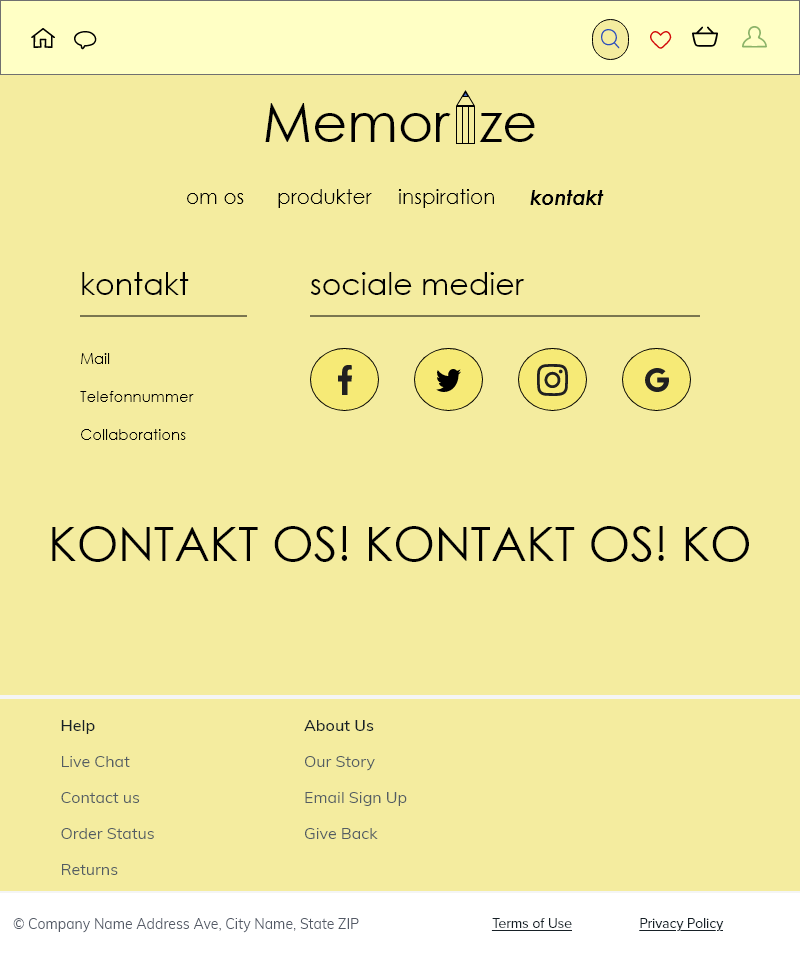 Memorize
om os produkter inspiration kontakt
kontakt
sociale medier
Mail
Telefonnummer
Collaborations
KONTAKT OS! KONTAKT OS! KO
Help
Live Chat
Contact us
Order Status
Returns
About Us
Our Story
Email Sign Up
Give Back
© Company Name Address Ave, City Name, State ZIP
Terms of Use
Privacy Policy